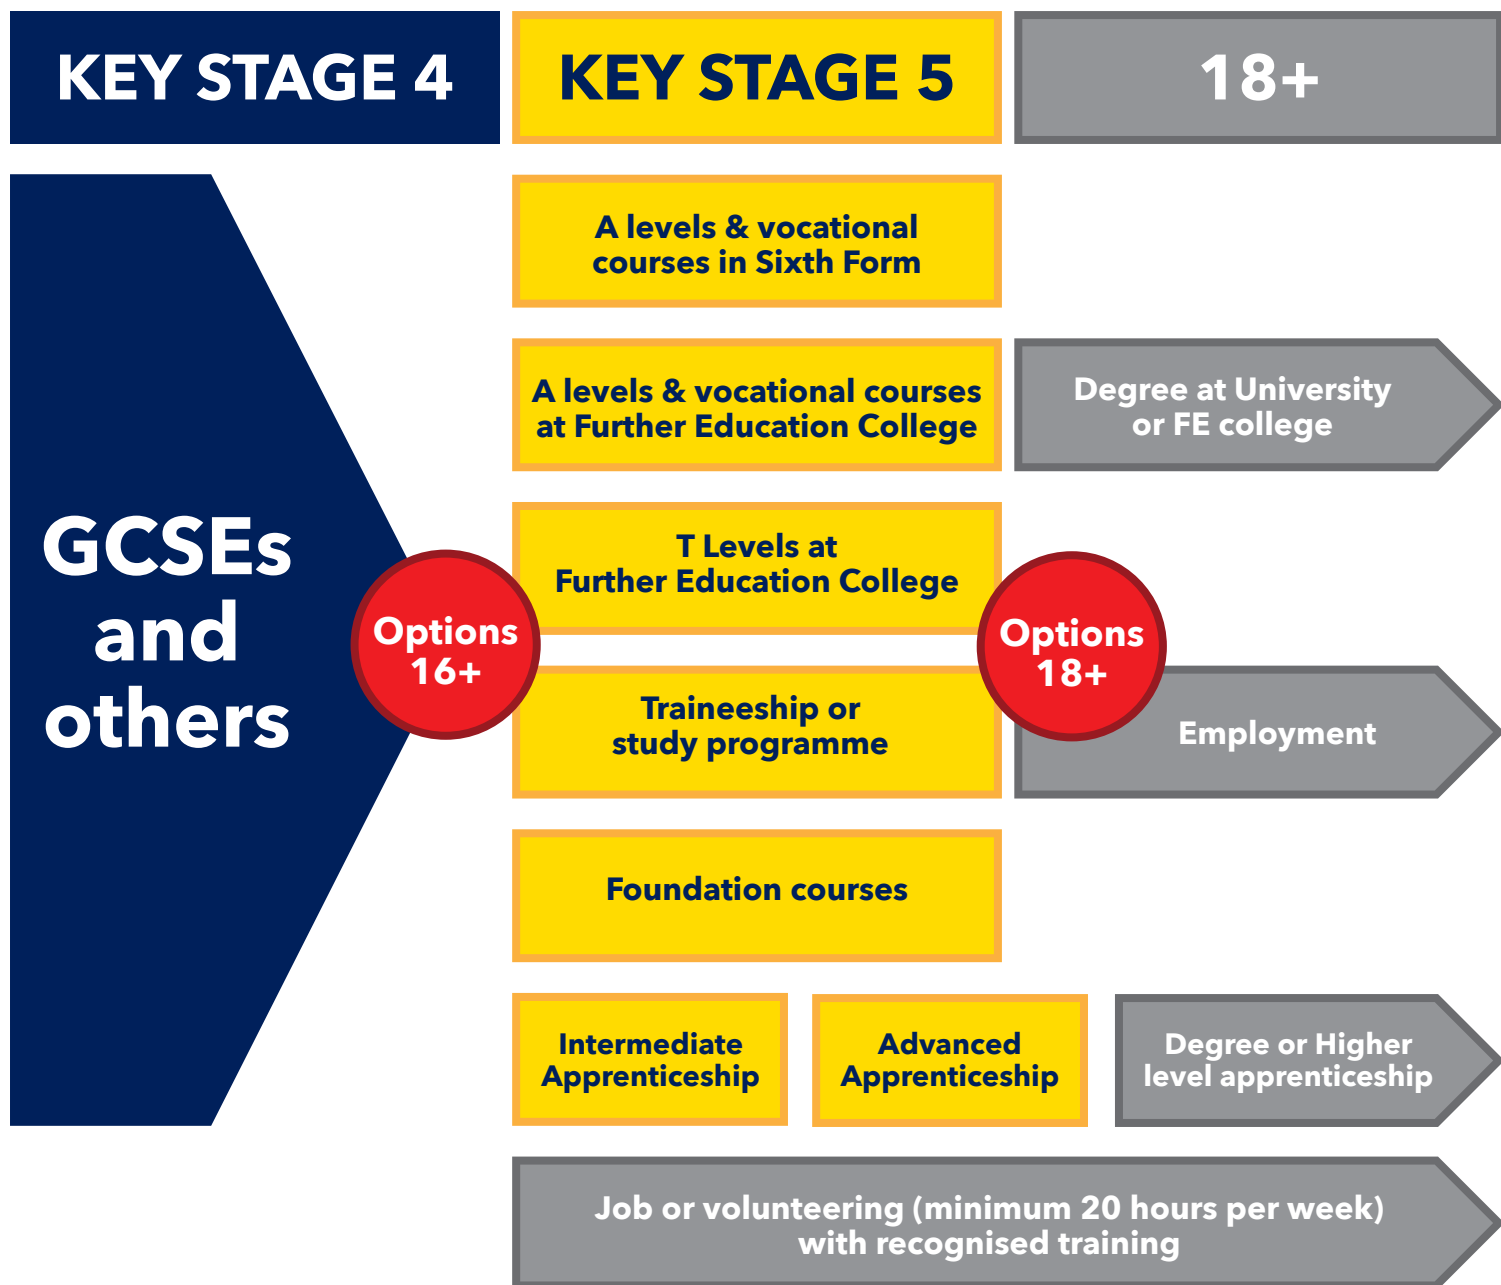 KEY STAGE 4
KEY STAGE 5
18+
GCSEs
and
others
Options
16+
A levels & vocational
courses in Sixth Form
A levels & vocational courses
at Further Education College
T Levels at
Further Education College
Traineeship or
study programme
Foundation courses
Intermediate
Apprenticeship
Advanced
Apprenticeship
Options
18+
Degree at University
or FE college
Employment
Degree or Higher
level apprenticeship
Job or volunteering (minimum 20 hours per week)
with recognised training